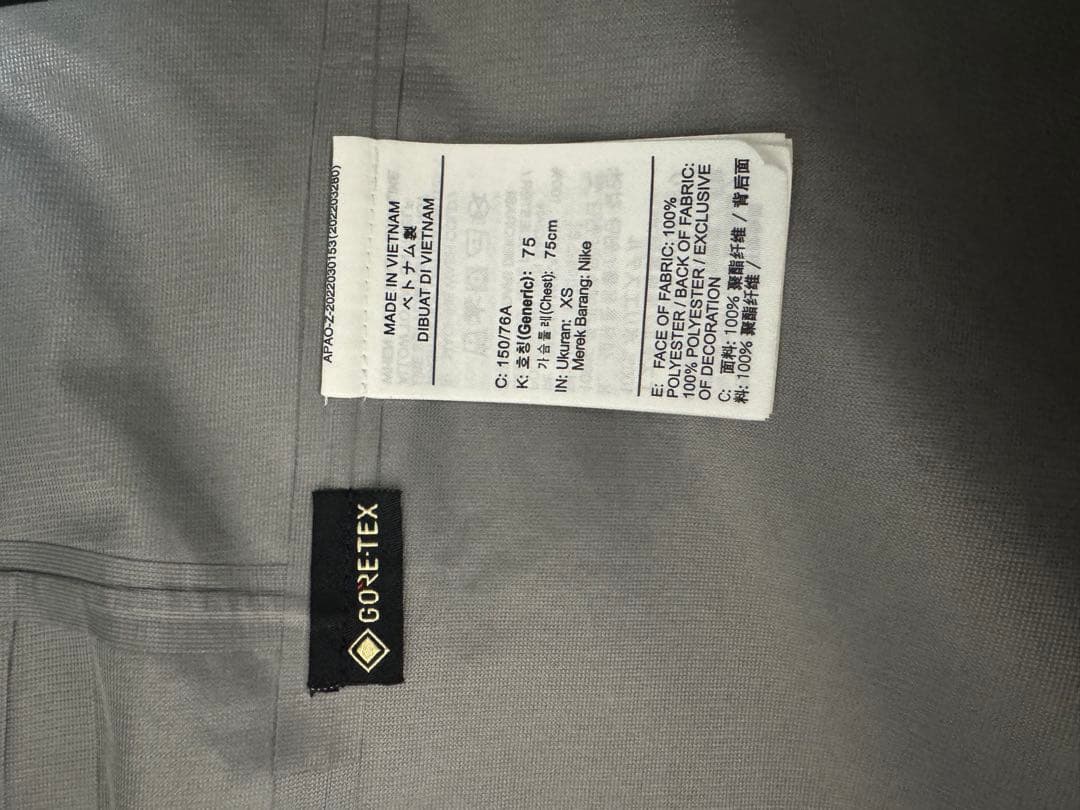 APAO-Z-2022030153(202203280)
MADE IN VIETNAM
ベトナム製
DIBUAT DI VIETNAM
C: 150/76A
K: 호칭(Generic): 75
가슴둘레(Chest): 75cm
IN: Ukuran: XS
Merek Barang: Nike
E: FACE OF FABRIC: 100%
POLYESTER / BACK OF FABRIC:
100% POLYESTER / EXCLUSIVE
OF DECORATION
C: 面料: 100% 聚酯纤维 / 背后面
料: 100% 聚酯纤维 /
GORE-TEX